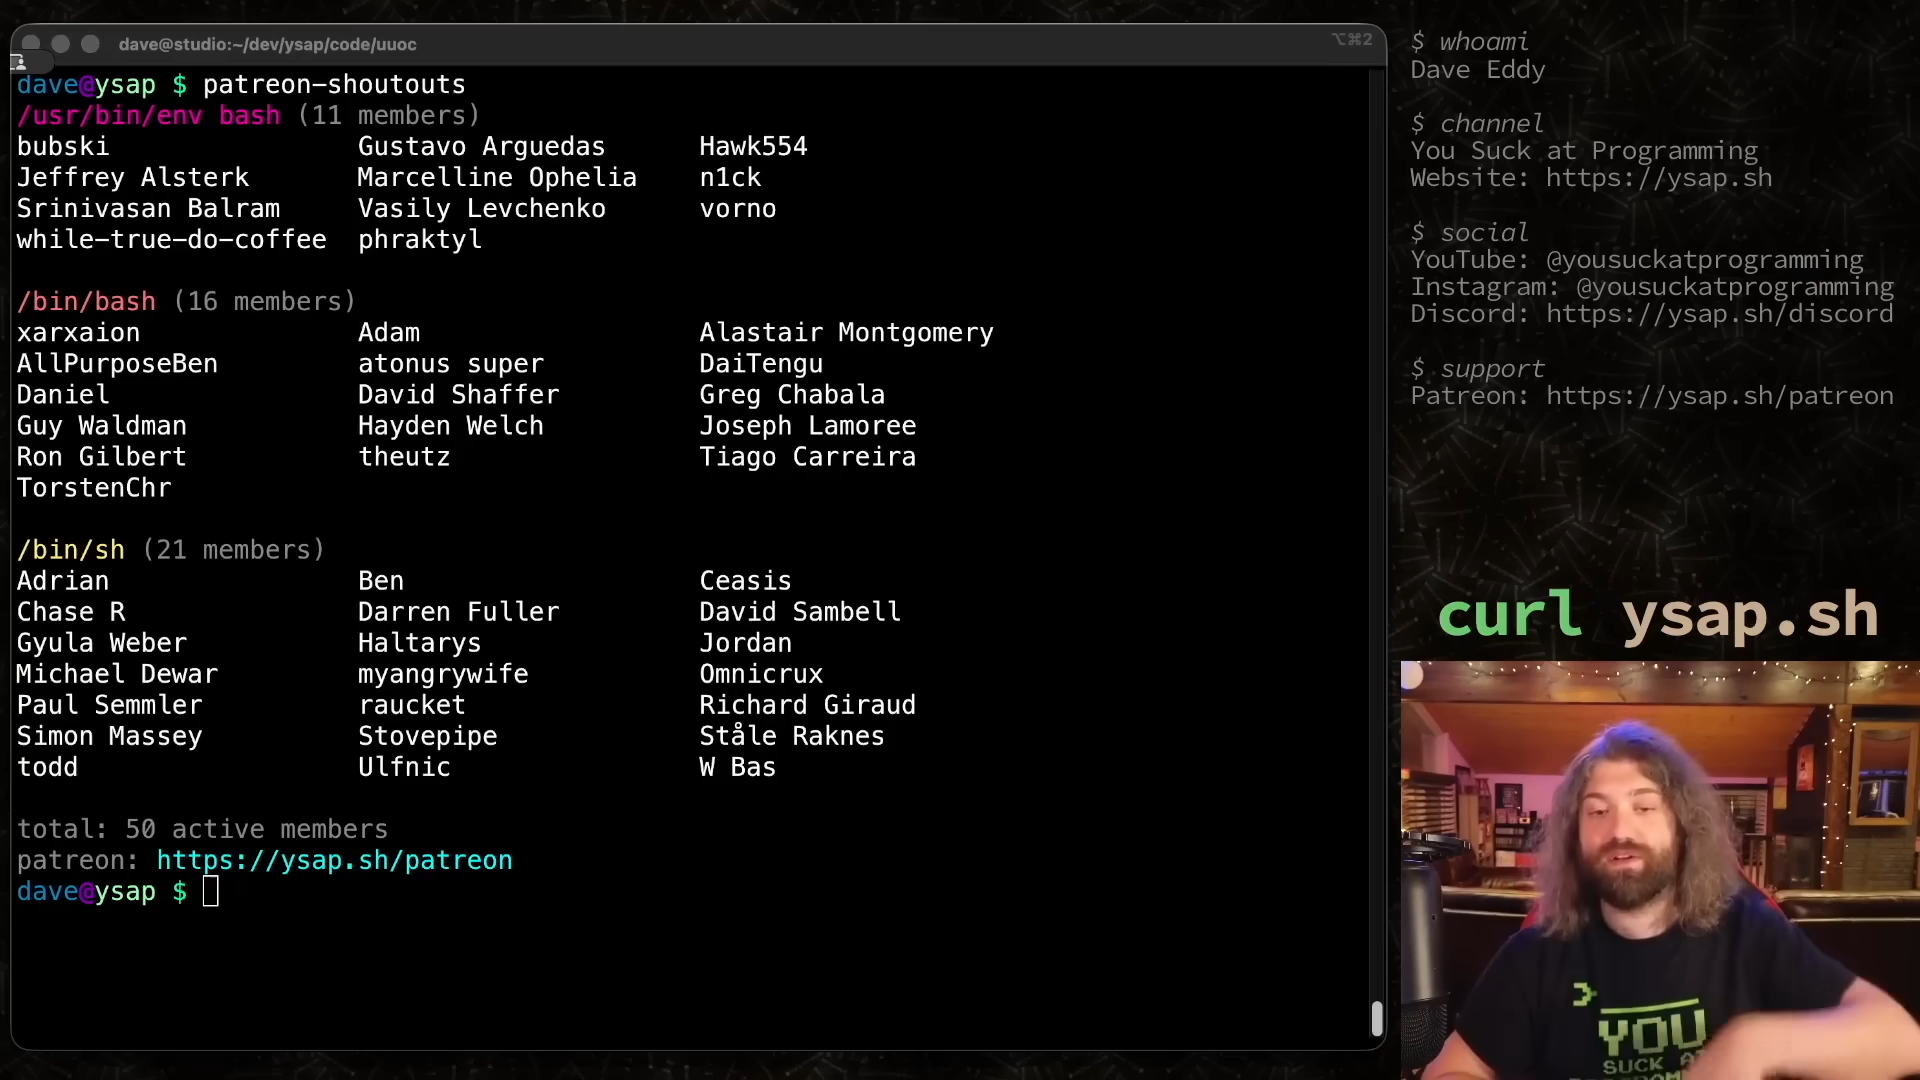 dave@studio:~/dev/ysap/code/uuoc
⌥⌘2
dave@ysap $ patreon-shoutouts
/usr/bin/env bash (11 members)
bubski Gustavo Arguedas Hawk554
Jeffrey Alsterk Marcelline Ophelia n1ck
Srinivasan Balram Vasily Levchenko vorno
while-true-do-coffee phraktyl
/bin/bash (16 members)
xarxaion Adam Alastair Montgomery
AllPurposeBen atonus super DaiTengu
Daniel David Shaffer Greg Chabala
Guy Waldman Hayden Welch Joseph Lamoree
Ron Gilbert theutz Tiago Carreira
TorstenChr
/bin/sh (21 members)
Adrian Ben Ceasis
Chase R Darren Fuller David Sambell
Gyula Weber Haltarys Jordan
Michael Dewar myangrywife Omnicrux
Paul Semmler raucket Richard Giraud
Simon Massey Stovepipe Ståle Raknes
todd Ulfnic W Bas
total: 50 active members
patreon: https://ysap.sh/patreon
dave@ysap $
$ whoami
Dave Eddy
$ channel
You Suck at Programming
Website: https://ysap.sh
$ social
YouTube: @yousuckatprogramming
Instagram: @yousuckatprogramming
Discord: https://ysap.sh/discord
$ support
Patreon: https://ysap.sh/patreon
curl ysap.sh
YOU
SUCK AT